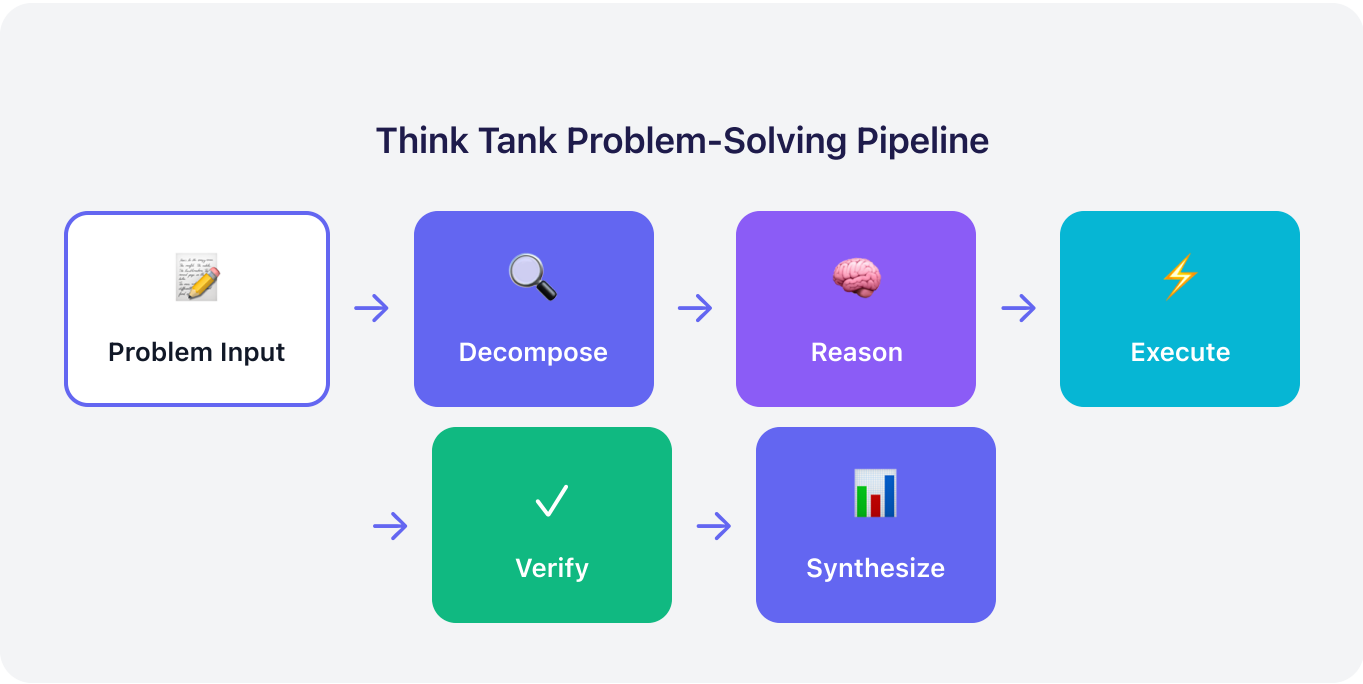 Think Tank Problem-Solving Pipeline
Problem Input
Decompose
Reason
Execute
Verify
Synthesize